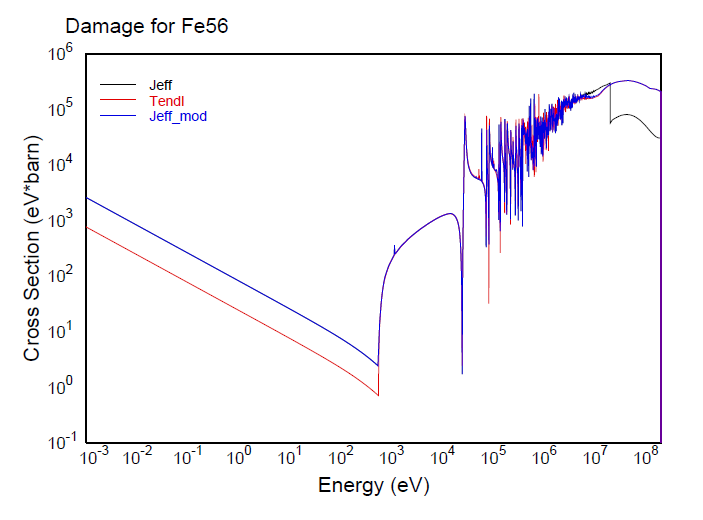 Damage for Fe56
10^6
10^5
10^4
10^3
10^2
10^1
10^0
10^-1
Jeff
Tendl
Jeff_mod
Cross Section (eV*barn)
10^-3 10^-2 10^-1 10^0 10^1 10^2 10^3 10^4 10^5 10^6 10^7 10^8
Energy (eV)